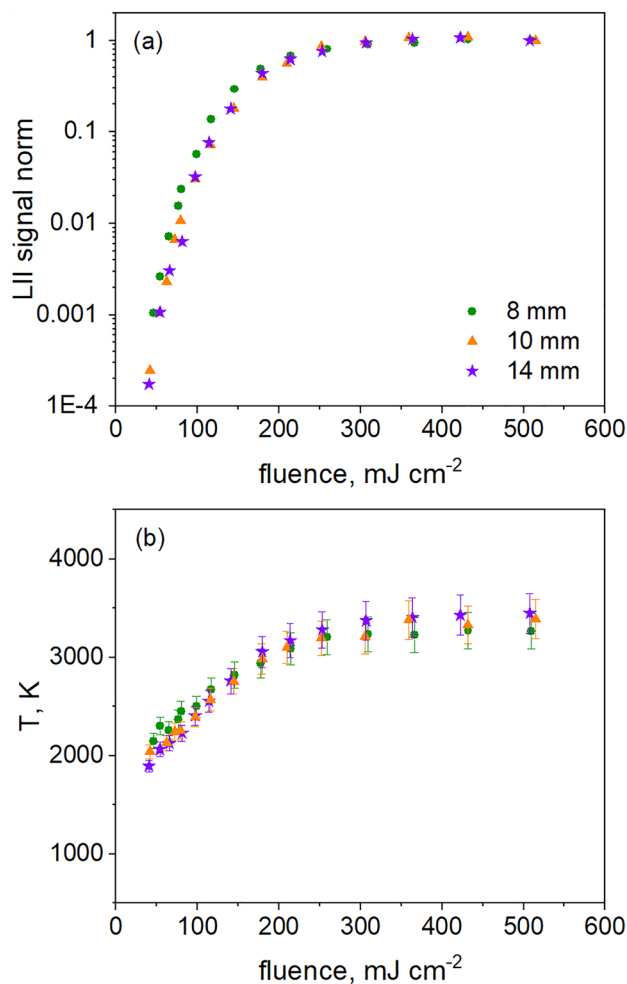 (a)
LII signal norm
1
0.1
0.01
0.001
1E-4
8 mm
10 mm
14 mm
0 100 200 300 400 500 600
fluence, mJ cm⁻²
(b)
T, K
4000
3000
2000
1000
0 100 200 300 400 500 600
fluence, mJ cm⁻²